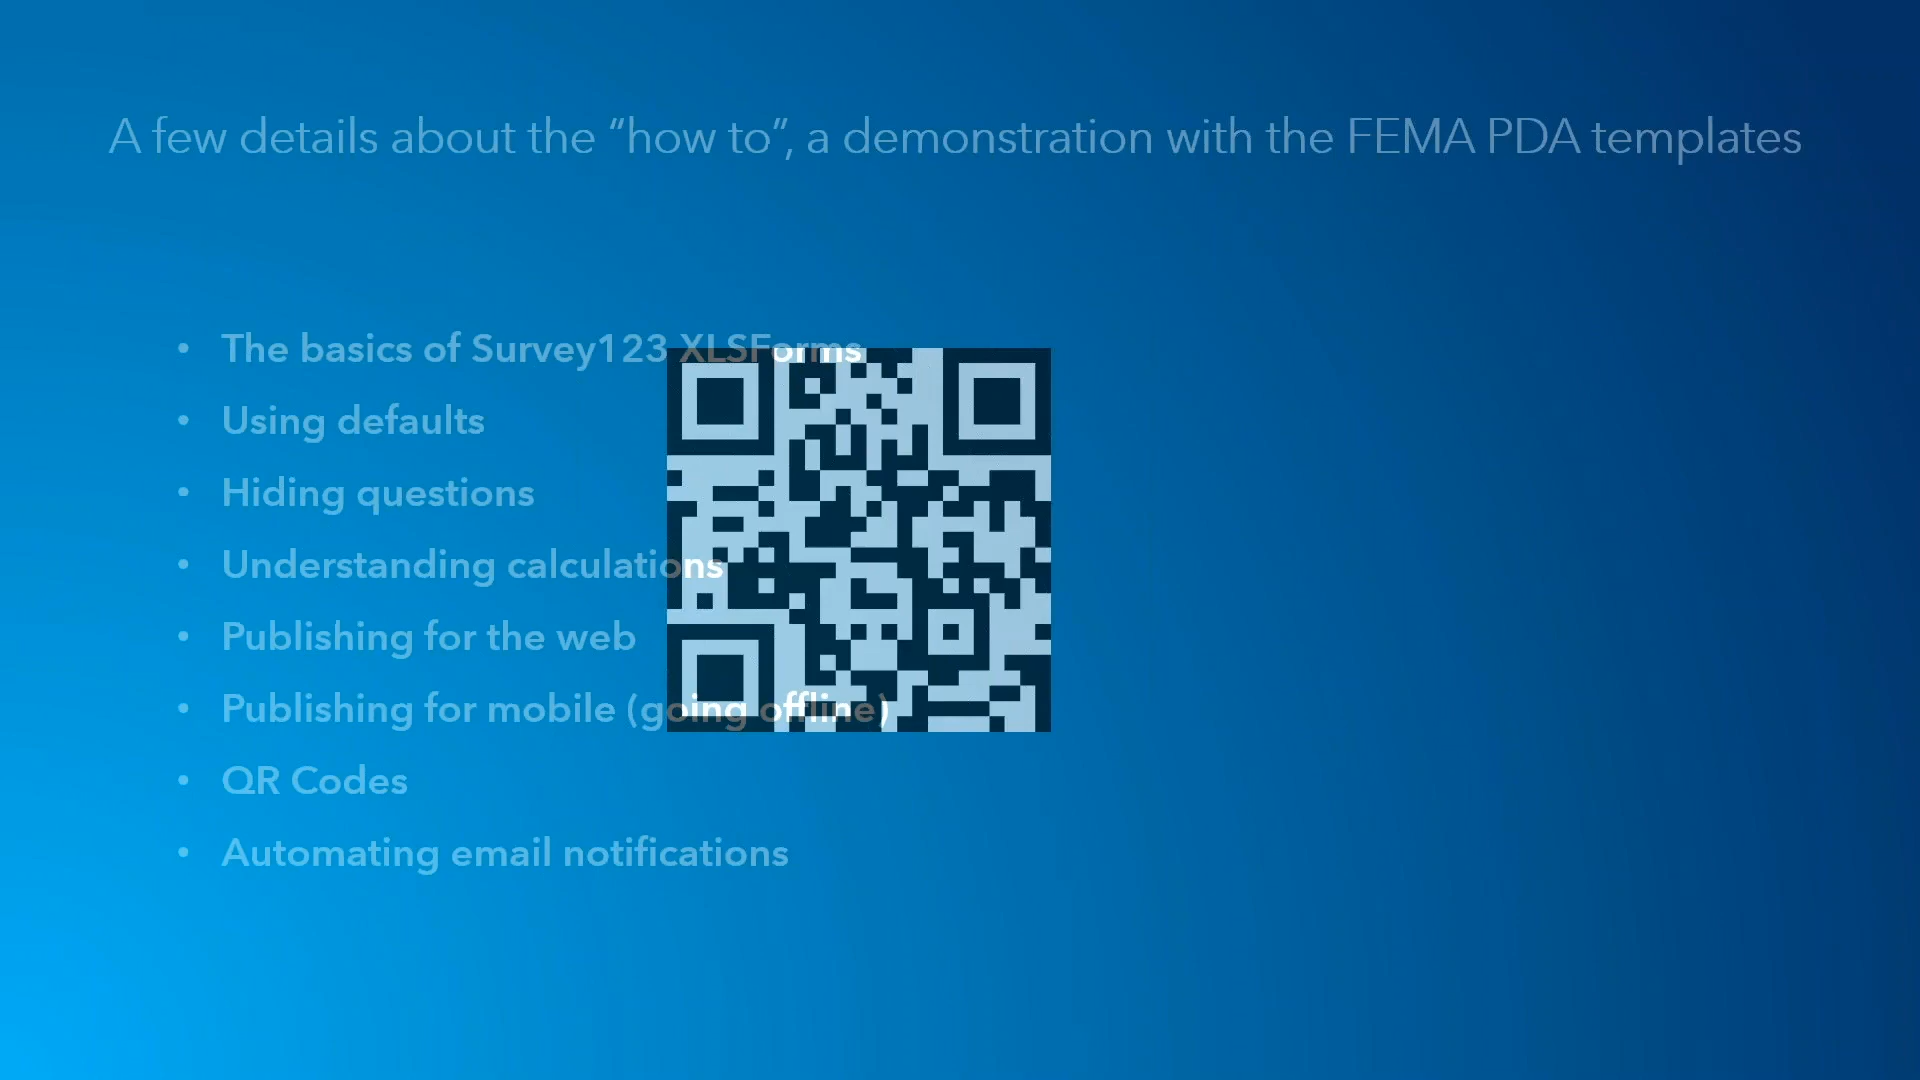 A few details about the “how to”, a demonstration with the FEMA PDA templates
• The basics of Survey123 XLSForms
• Using defaults
• Hiding questions
• Understanding calculations
• Publishing for the web
• Publishing for mobile (going offline)
• QR Codes
• Automating email notifications